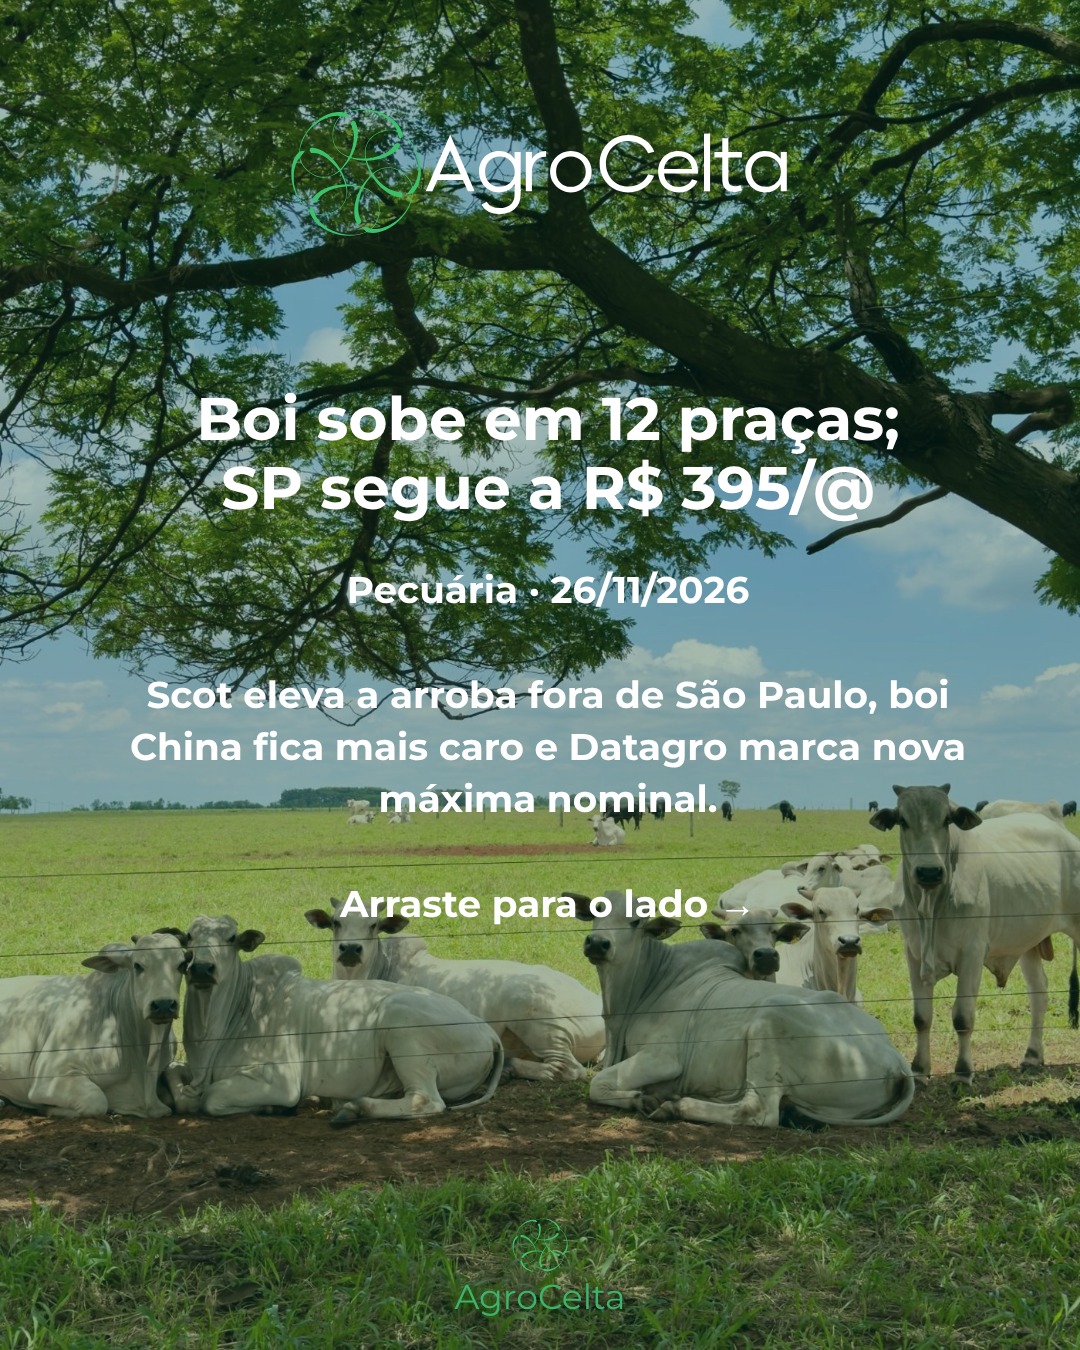 AgroCelta
Boi sobe em 12 praças;
SP segue a R$ 395/@
Pecuária · 26/11/2026
Scot eleva a arroba fora de São Paulo, boi
China fica mais caro e Datagro marca nova
máxima nominal.
Arraste para o lado →
AgroCelta